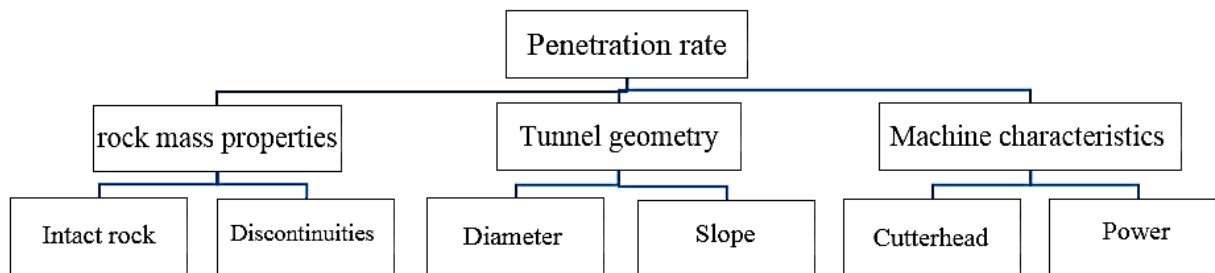 Penetration rate
rock mass properties
Tunnel geometry
Machine characteristics
Intact rock
Discontinuities
Diameter
Slope
Cutterhead
Power